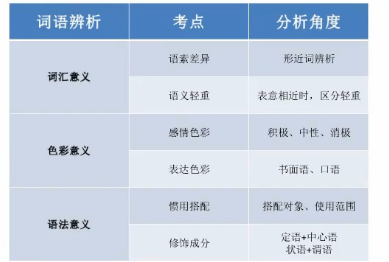 词语辨析 考点 分析角度
词汇意义 语素差异 形近词辨析
语义轻重 表意相近时，区分轻重
色彩意义 感情色彩 积极、中性、消极
表达色彩 书面语、口语
语法意义 惯用搭配 搭配对象、使用范围
修饰成分 定语+中心语
状语+谓语